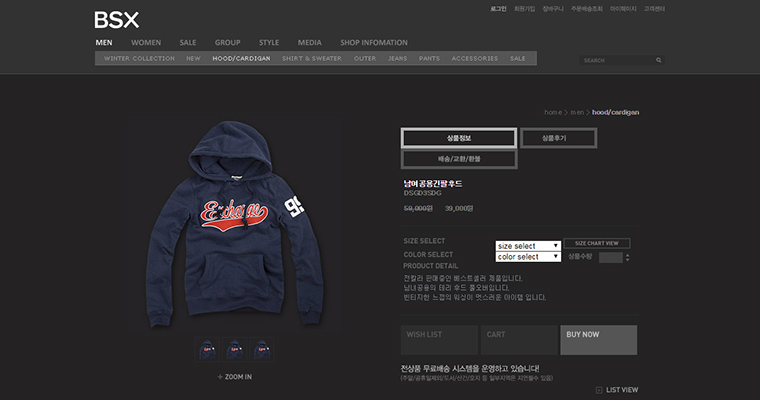 BSX
로그인 회원가입 장바구니 주문배송조회 마이페이지 고객센터
MEN WOMEN SALE GROUP STYLE MEDIA SHOP INFOMATION
WINTER COLLECTION NEW HOOD/CARDIGAN SHIRT & SWEATER OUTER JEANS PANTS ACCESSORIES SALE
SEARCH
home > men > hood/cardigan
상품정보 상품후기
배송/교환/환불
남여공용긴팔후드
DSGD3SDG
59,000원 39,000원
SIZE SELECT size select SIZE CHART VIEW
COLOR SELECT color select 상품수량
PRODUCT DETAIL
전칼라 판매중인 베스트셀러 제품입니다.
남녀공용의 테리 후드 풀오버입니다.
빈티지한 느낌의 워싱이 멋스러운 아이템 입니다.
Exchange
99
WISH LIST CART BUY NOW
전상품 무료배송 시스템을 운영하고 있습니다!
(주말/공휴일제외/도서/산간/오지 등 일부지역은 지연될수 있음)
+ ZOOM IN
LIST VIEW